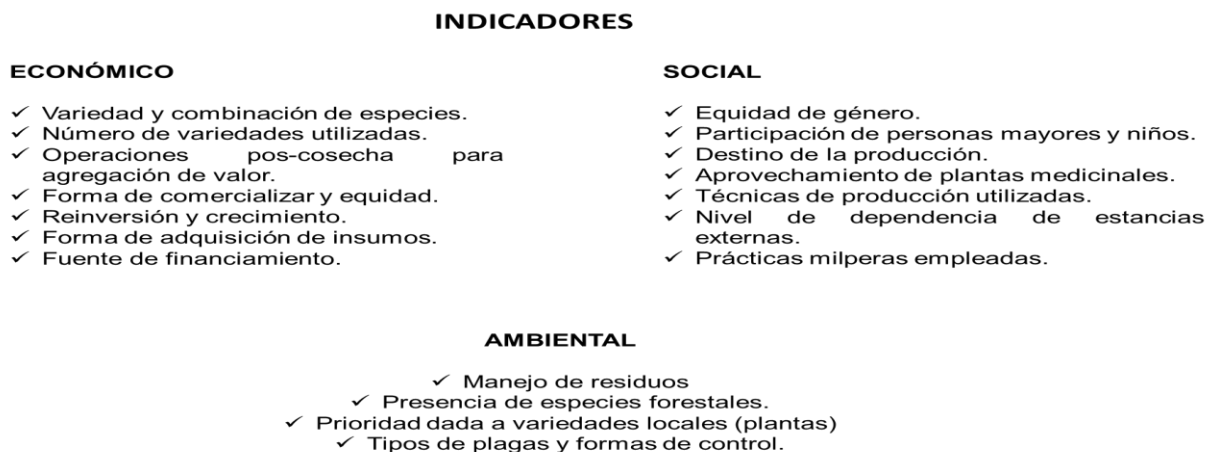 INDICADORES
ECONÓMICO
✓ Variedad y combinación de especies.
✓ Número de variedades utilizadas.
✓ Operaciones pos-cosecha para
agregación de valor.
✓ Forma de comercializar y equidad.
✓ Reinversión y crecimiento.
✓ Forma de adquisición de insumos.
✓ Fuente de financiamiento.
SOCIAL
✓ Equidad de género.
✓ Participación de personas mayores y niños.
✓ Destino de la producción.
✓ Aprovechamiento de plantas medicinales.
✓ Técnicas de producción utilizadas.
✓ Nivel de dependencia de estancias
externas.
✓ Prácticas milperas empleadas.
AMBIENTAL
✓ Manejo de residuos
✓ Presencia de especies forestales.
✓ Prioridad dada a variedades locales (plantas)
✓ Tipos de plagas y formas de control.